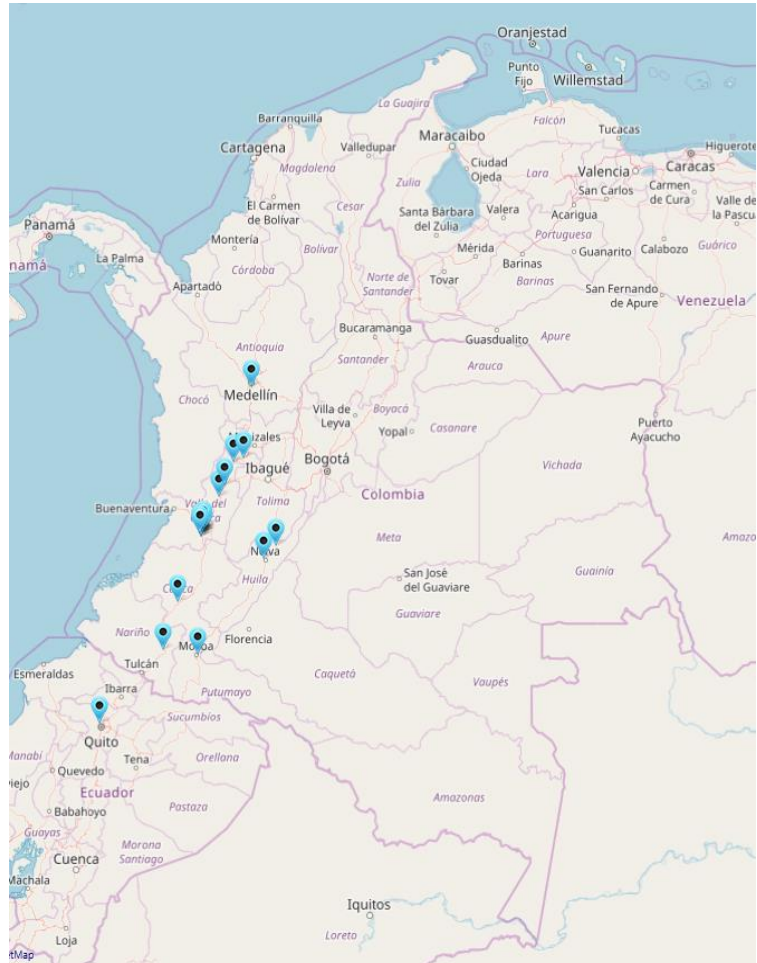 Oranjestad
Punto
Fijo
Willemstad
La Guajira
Barranquilla
Falcón
Tucacas
Maracaibo
Cartagena
Valledupar
Higuerote
Ciudad
Ojeda
Valencia
Caracas
Magdalena
Zulia
Lara
San Carlos
Carmen
de Cura
El Carmen
de Bolívar
Cesar
Santa Bárbara
del Zulia
Valera
Acarigua
Valle de
la Pascua
Panamá
Montería
Portuguesa
La Palma
Bolívar
Mérida
Guanarito
Calabozo
Guárico
namá
Córdoba
Barinas
Norte de
Santander
Tovar
Barinas
San Fernando
de Apure
Apartadò
Venezuela
Bucaramanga
Guasdualito
Apure
Antioquia
Santander
Arauca
Medellín
Chocó
Boyacá
Villa de
Leyva
Yopal
Casanare
Puerto
Ayacucho
Ibagué
Bogotá
Vichada
Colombia
Buenaventura
Tolima
Meta
Amazo
San José
del Guaviare
Guainía
Huila
Guaviare
Nariño
Florencia
Tulcán
Esmeraldas
Caquetá
Vaupés
Ibarra
Putumayo
Sucumbíos
Quito
Manabí
Tena
Orellana
Quevedo
Ecuador
Amazonas
Pastaza
Babahoyo
Guayas
Morona
Santiago
Cuenca
Machala
Iquitos
Loreto
Loja
etMap